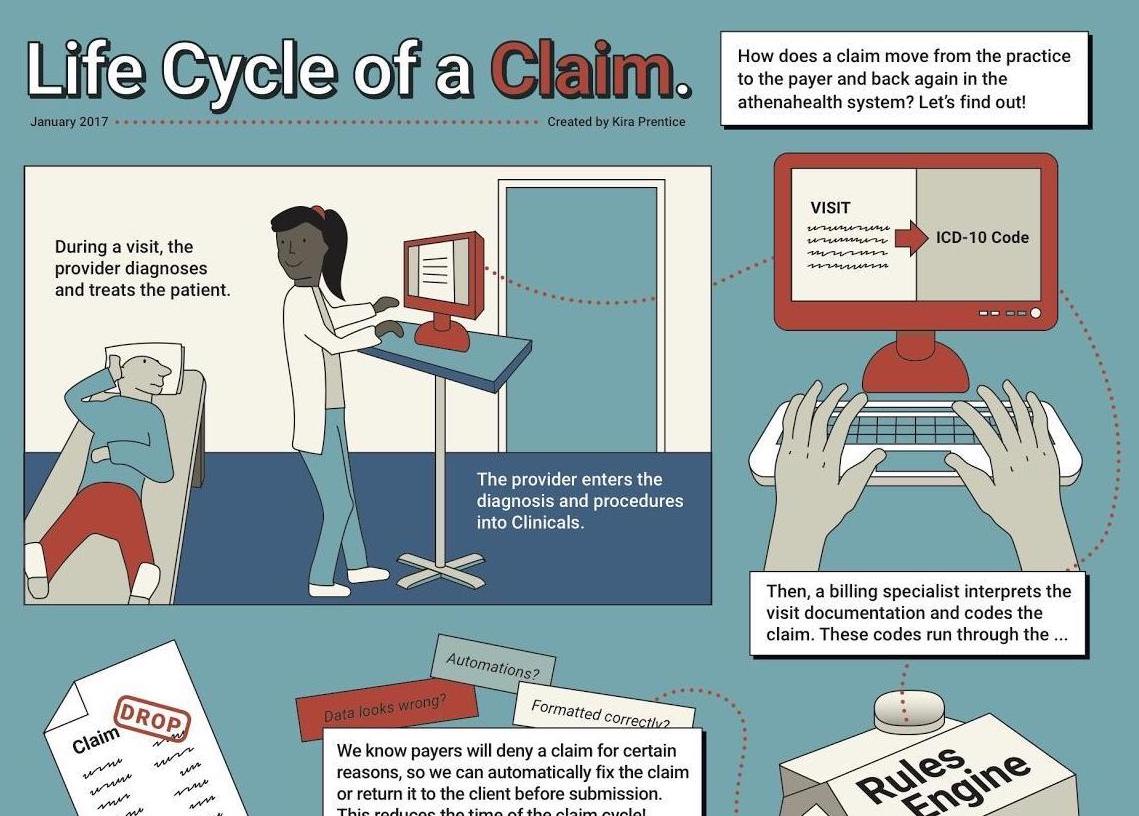 Life Cycle of a Claim.
January 2017
Created by Kira Prentice
How does a claim move from the practice
to the payer and back again in the
athenahealth system? Let's find out!
During a visit, the
provider diagnoses
and treats the patient.
The provider enters the
diagnosis and procedures
into Clinicals.
VISIT
ICD-10 Code
Then, a billing specialist interprets the
visit documentation and codes the
claim. These codes run through the ...
Rules
Engine
Automations?
Data looks wrong?
Formatted correctly?
We know payers will deny a claim for certain
reasons, so we can automatically fix the claim
or return it to the client before submission.
This reduces the time of the claim cycle!
DROP
Claim